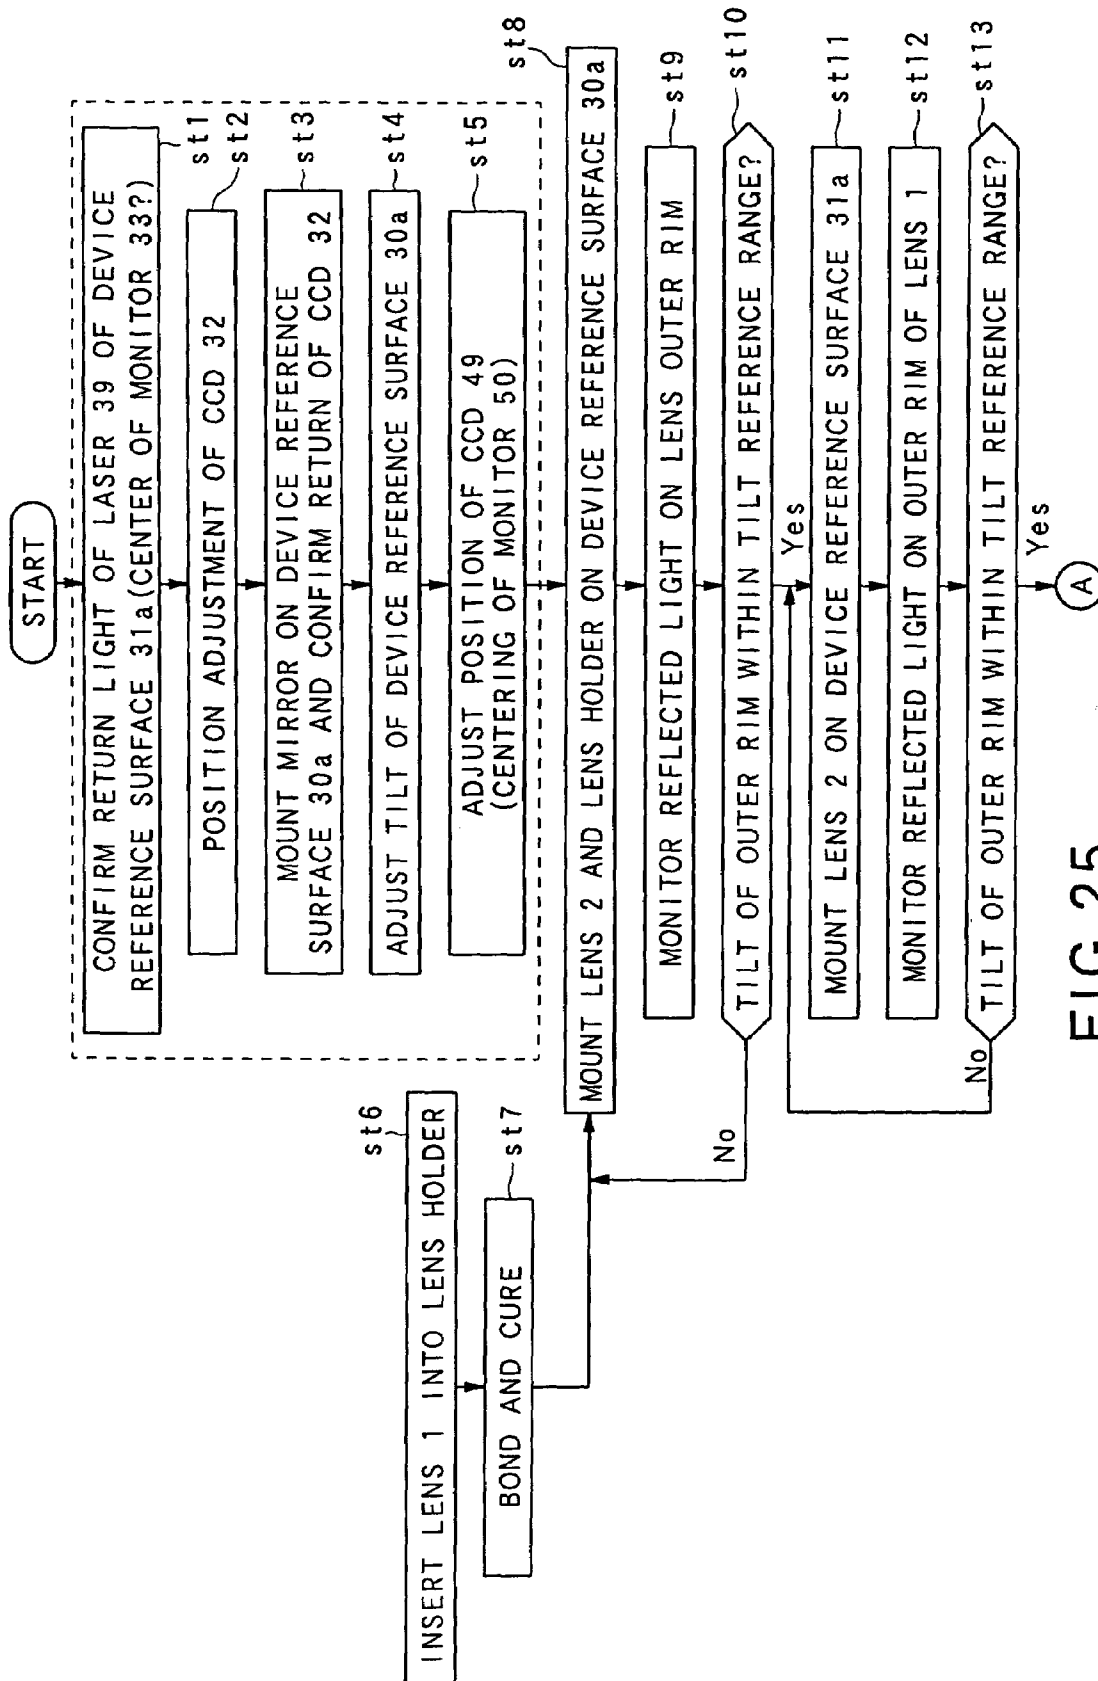 START
CONFIRM RETURN LIGHT OF LASER 39 OF DEVICE
REFERENCE SURFACE 31a(CENTER OF MONITOR 33?)
st1
POSITION ADJUSTMENT OF CCD 32
st2
MOUNT MIRROR ON DEVICE REFERENCE
SURFACE 30a AND CONFIRM RETURN OF CCD 32
st3
ADJUST TILT OF DEVICE REFERENCE SURFACE 30a
st4
ADJUST POSITION OF CCD 49
(CENTERING OF MONITOR 50)
st5
INSERT LENS 1 INTO LENS HOLDER
st6
BOND AND CURE
st7
MOUNT LENS 2 AND LENS HOLDER ON DEVICE REFERENCE SURFACE 30a
st8
MONITOR REFLECTED LIGHT ON LENS OUTER RIM
st9
TILT OF OUTER RIM WITHIN TILT REFERENCE RANGE?
st10
No
Yes
MOUNT LENS 2 ON DEVICE REFERENCE SURFACE 31a
st11
MONITOR REFLECTED LIGHT ON OUTER RIM OF LENS 1
st12
TILT OF OUTER RIM WITHIN TILT REFERENCE RANGE?
st13
No
Yes
A
FIG. 25